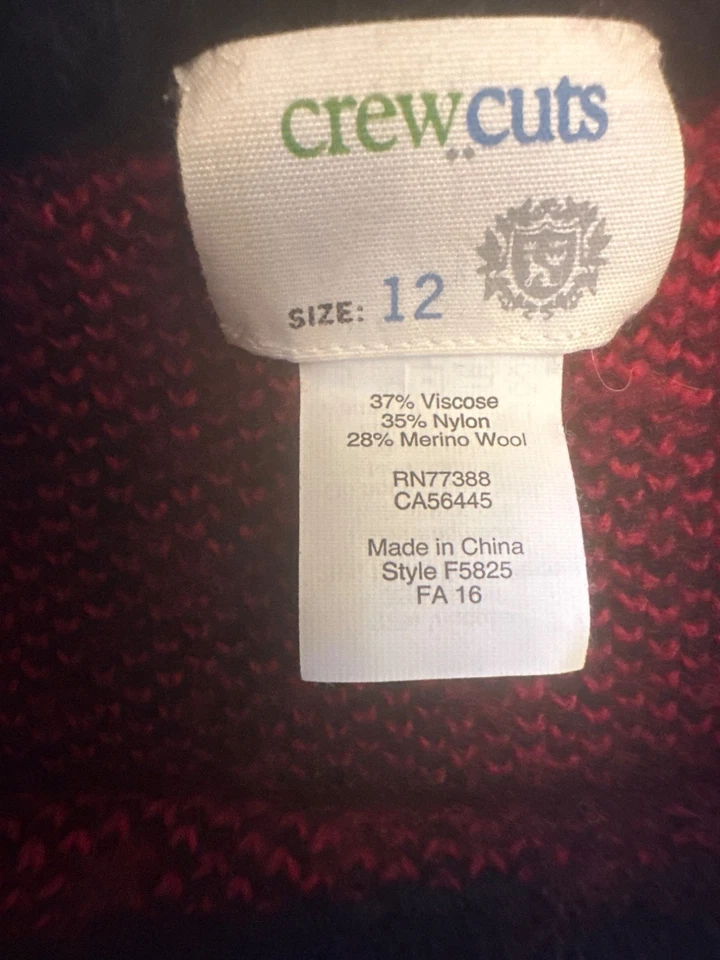 crewcuts
SIZE: 12
37% Viscose
35% Nylon
28% Merino Wool
RN77388
CA56445
Made in China
Style F5825
FA 16